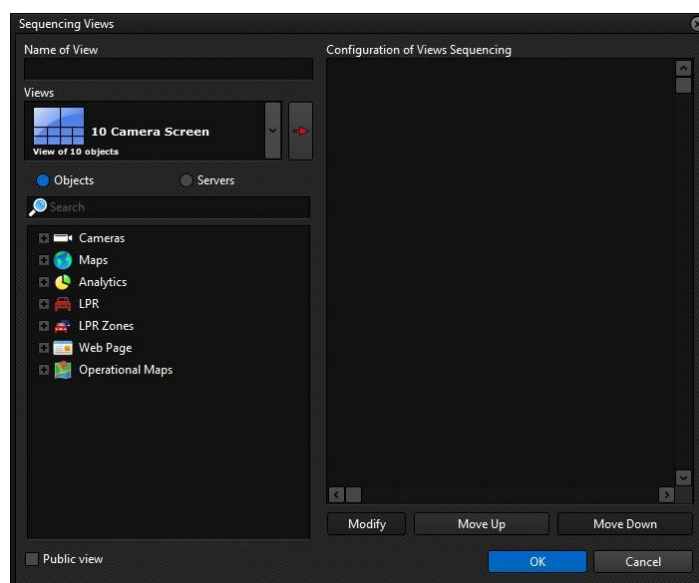 Sequencing Views
Name of View
Views
10 Camera Screen
View of 10 objects
Objects
Servers
Search
Cameras
Maps
Analytics
LPR
LPR Zones
Web Page
Operational Maps
Public view
Configuration of Views Sequencing
Modify
Move Up
Move Down
OK
Cancel